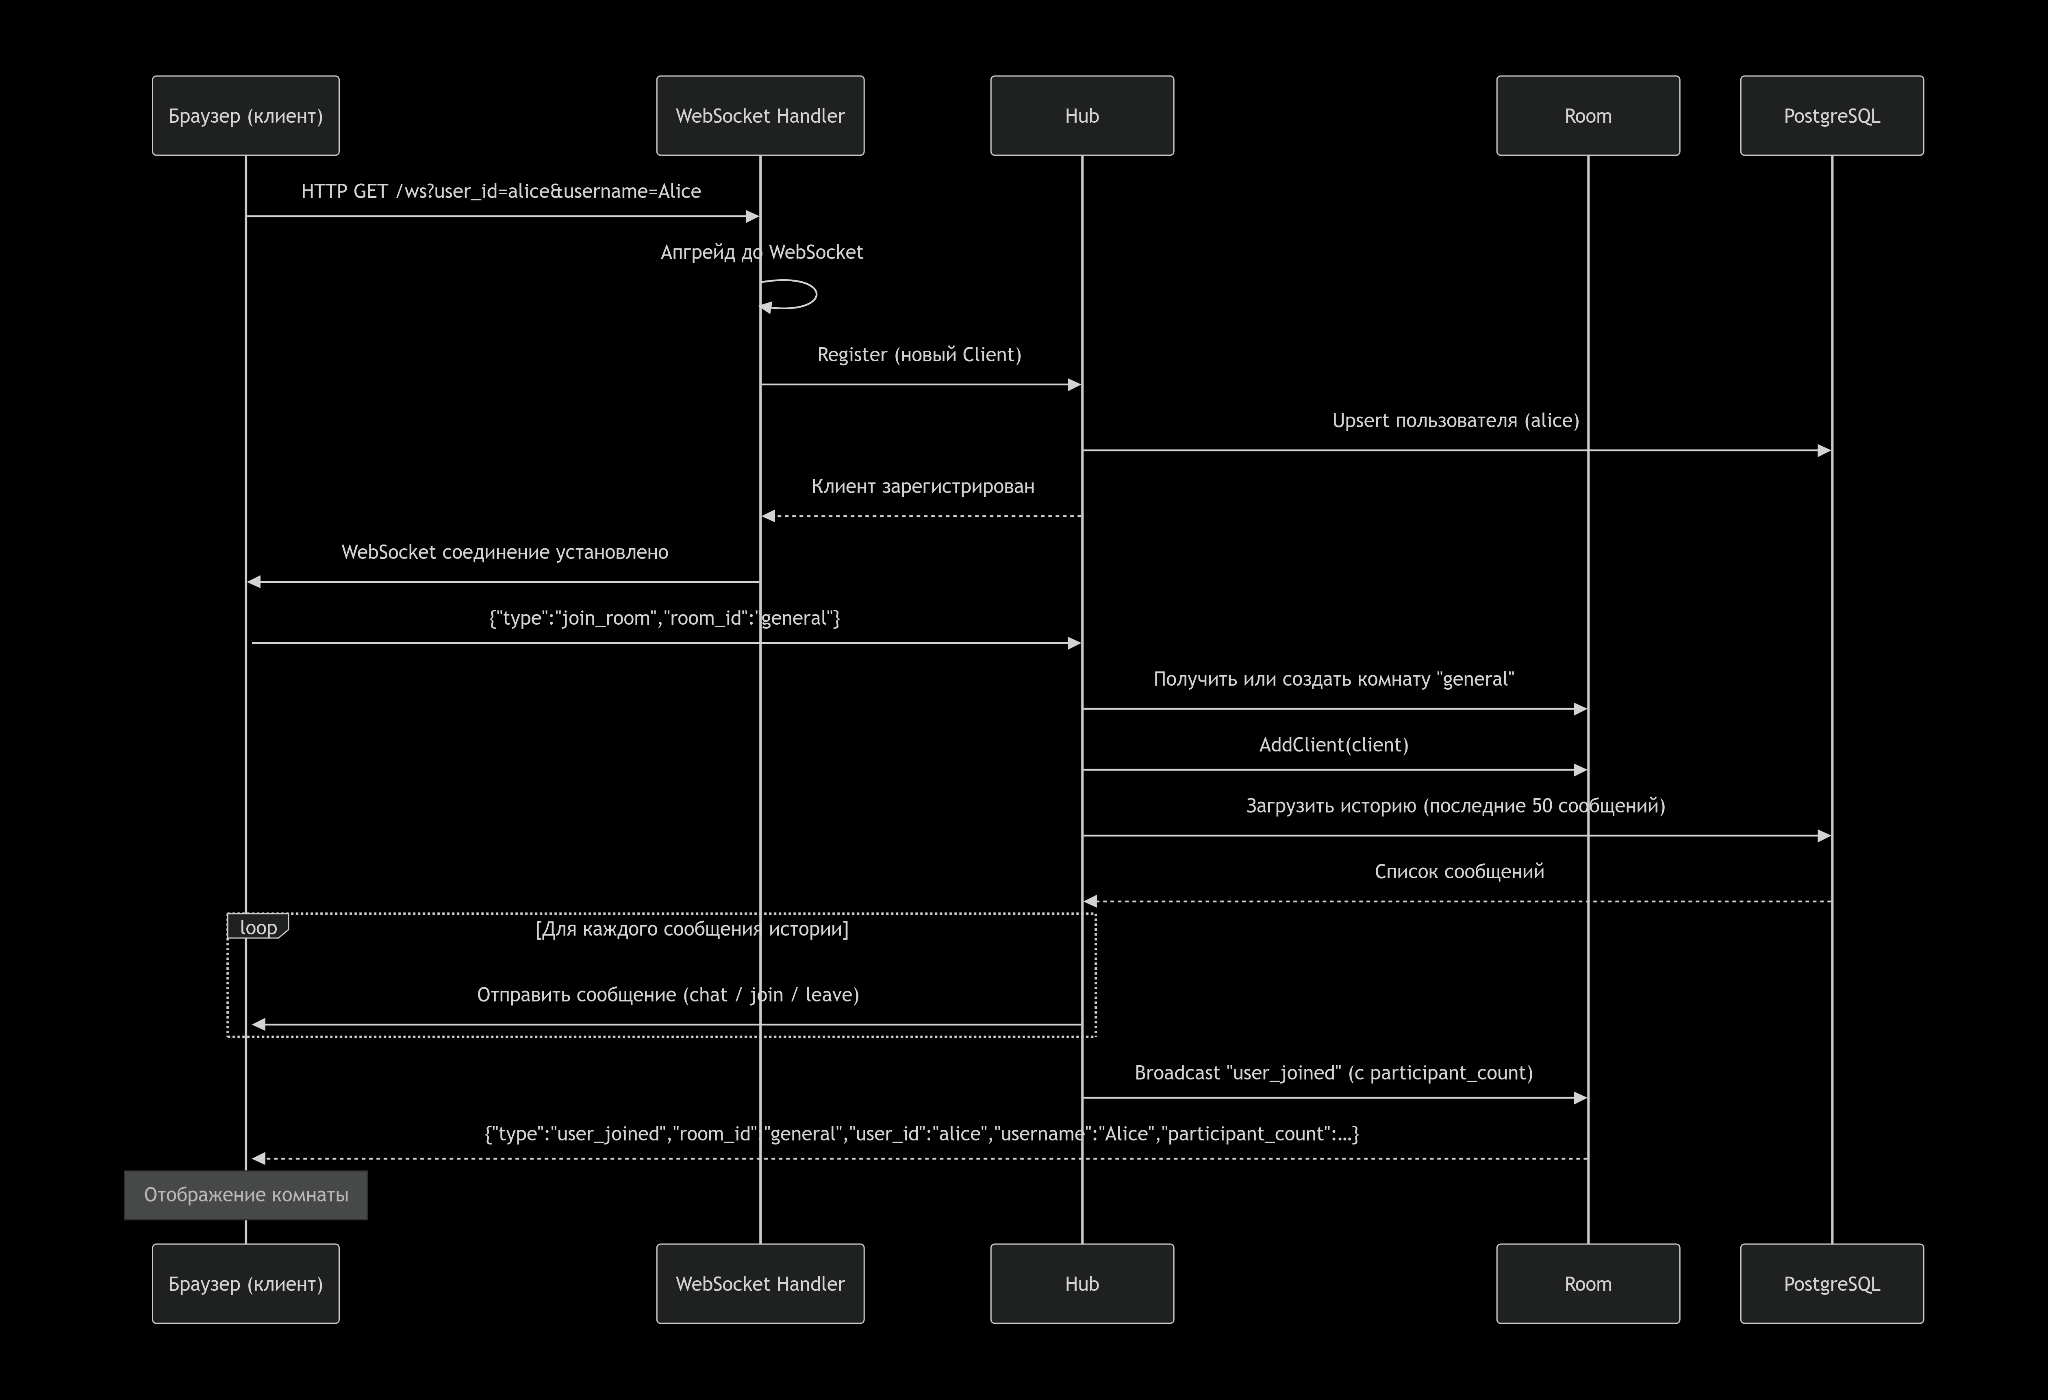 Браузер (клиент)
WebSocket Handler
Hub
Room
PostgreSQL
HTTP GET /ws?user_id=alice&username=Alice
Апгрейд до WebSocket
Register (новый Client)
Upsert пользователя (alice)
Клиент зарегистрирован
WebSocket соединение установлено
{"type":"join_room","room_id":"general"}
Получить или создать комнату "general"
AddClient(client)
Загрузить историю (последние 50 сообщений)
Список сообщений
loop
[Для каждого сообщения истории]
Отправить сообщение (chat / join / leave)
Broadcast "user_joined" (с participant_count)
{"type":"user_joined","room_id":"general","user_id":"alice","username":"Alice","participant_count":...}
Отображение комнаты
Браузер (клиент)
WebSocket Handler
Hub
Room
PostgreSQL